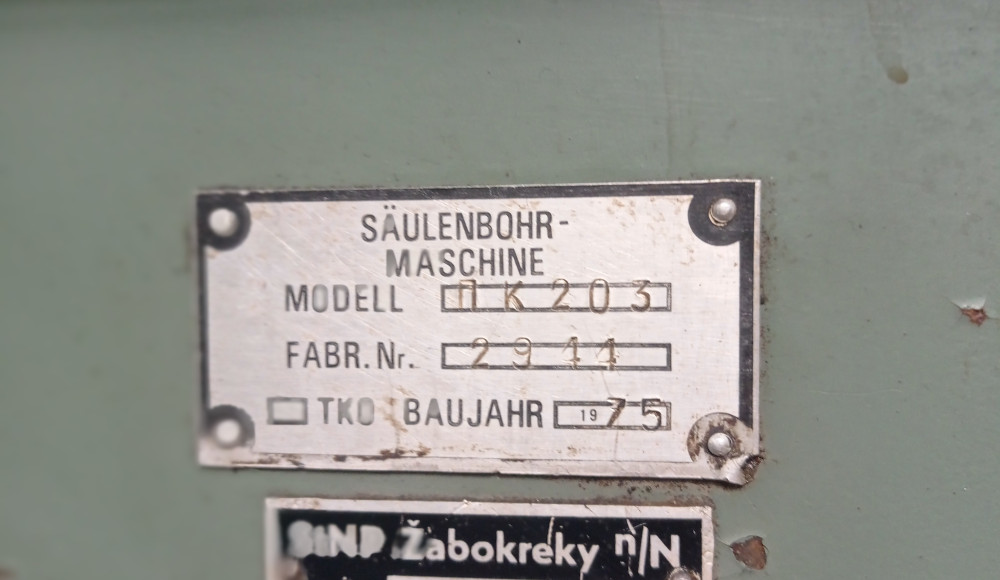 SÄULENBOHR-
MASCHINE
MODELL ПК203
FABR.Nr. 2944
TKO BAUJAHR 1975
Žabokreky n/N